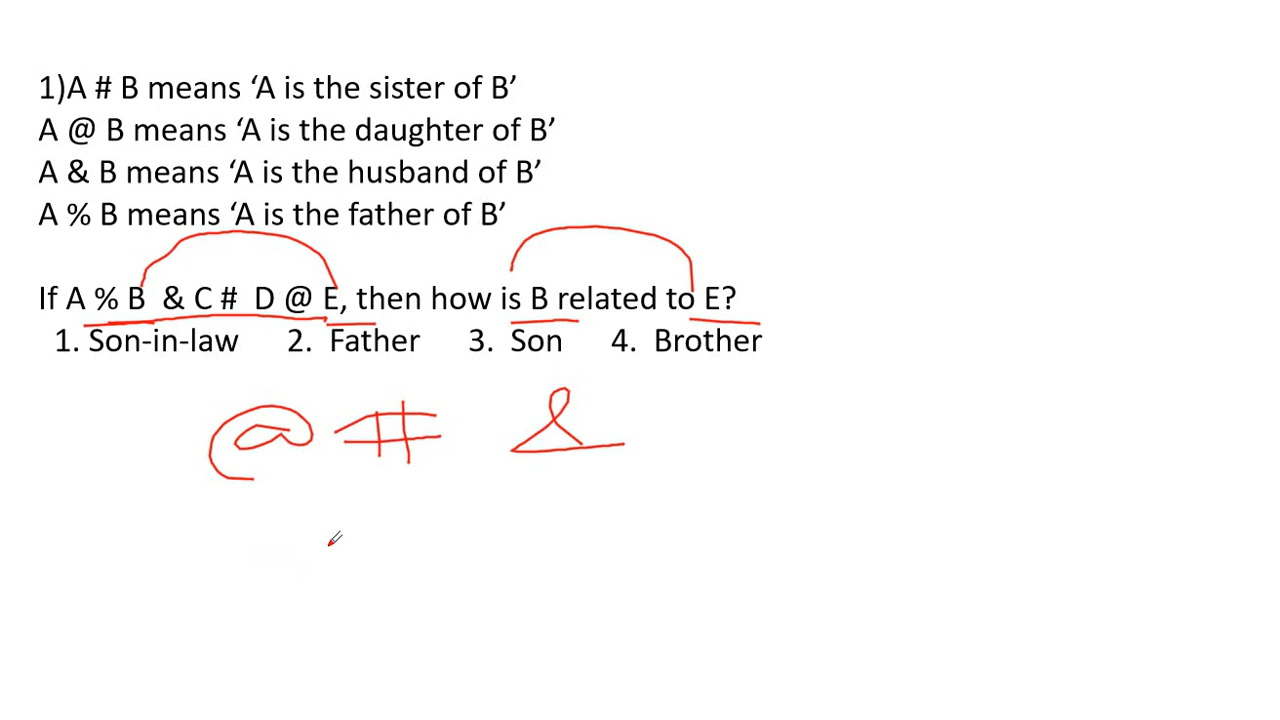 1)A # B means ‘A is the sister of B’
A @ B means ‘A is the daughter of B’
A & B means ‘A is the husband of B’
A % B means ‘A is the father of B’
If A % B & C # D @ E, then how is B related to E?
1. Son-in-law 2. Father 3. Son 4. Brother
@ # &